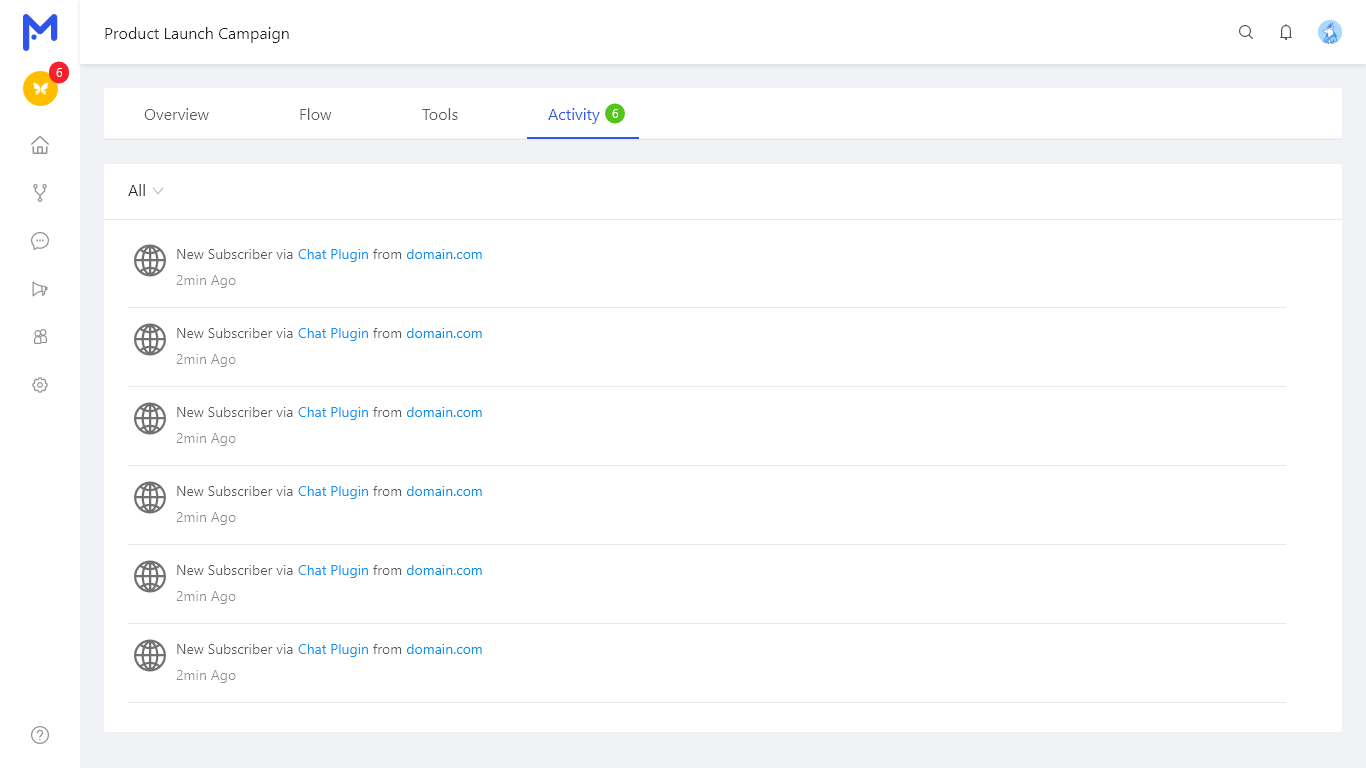 Product Launch Campaign
6
Overview
Flow
Tools
Activity 6
All
New Subscriber via Chat Plugin from domain.com
2min Ago
New Subscriber via Chat Plugin from domain.com
2min Ago
New Subscriber via Chat Plugin from domain.com
2min Ago
New Subscriber via Chat Plugin from domain.com
2min Ago
New Subscriber via Chat Plugin from domain.com
2min Ago
New Subscriber via Chat Plugin from domain.com
2min Ago